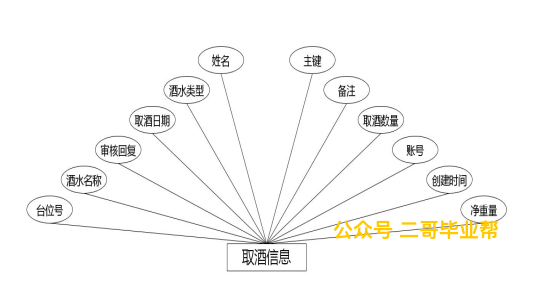 姓名
主键
酒水类型
备注
取酒日期
取酒数量
审核回复
账号
酒水名称
创建时间
台位号
净重量
公众号 二哥毕业帮
取酒信息